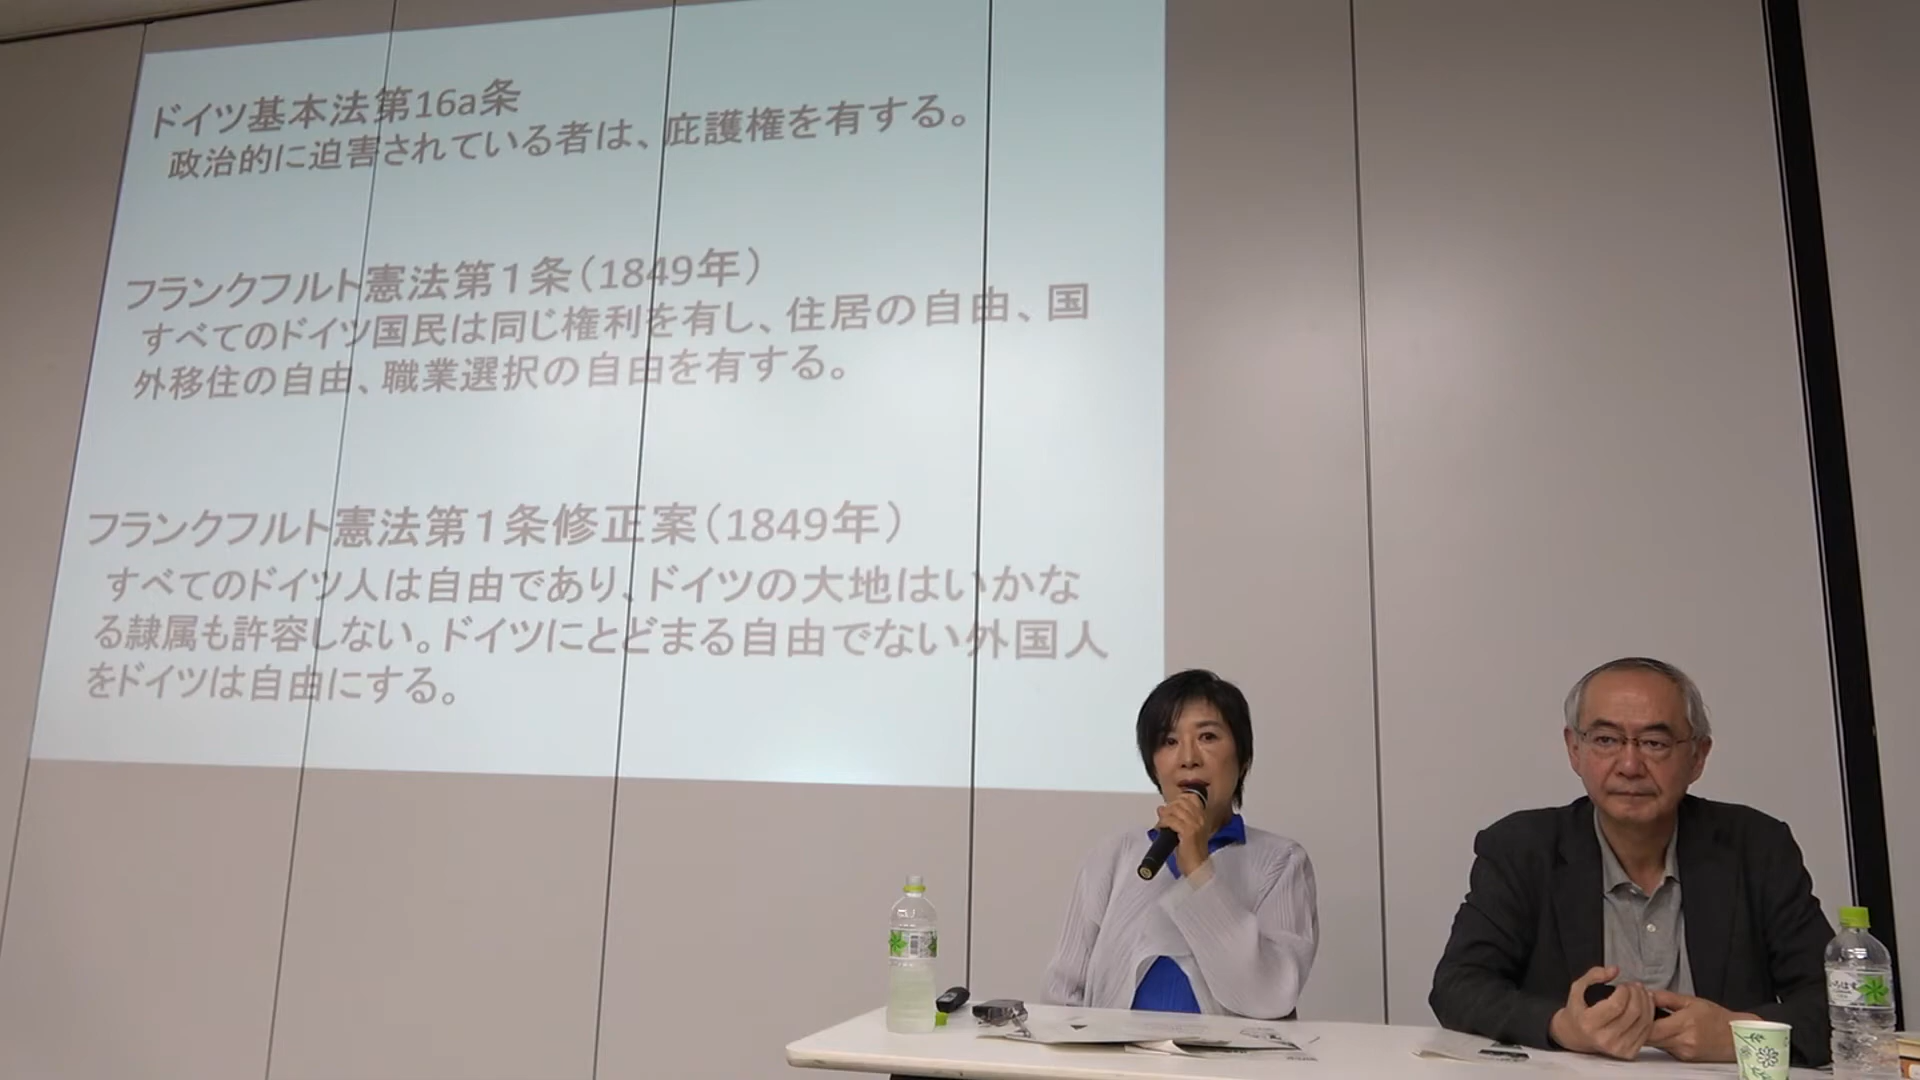 ドイツ基本法第16a条
政治的に迫害されている者は、庇護権を有する。
フランクフルト憲法第１条（1849年）
すべてのドイツ国民は同じ権利を有し、住居の自由、国
外移住の自由、職業選択の自由を有する。
フランクフルト憲法第１条修正案（1849年）
すべてのドイツ人は自由であり、ドイツの大地はいかな
る隷属も許容しない。ドイツにとどまる自由でない外国人
をドイツは自由にする。
いろはす